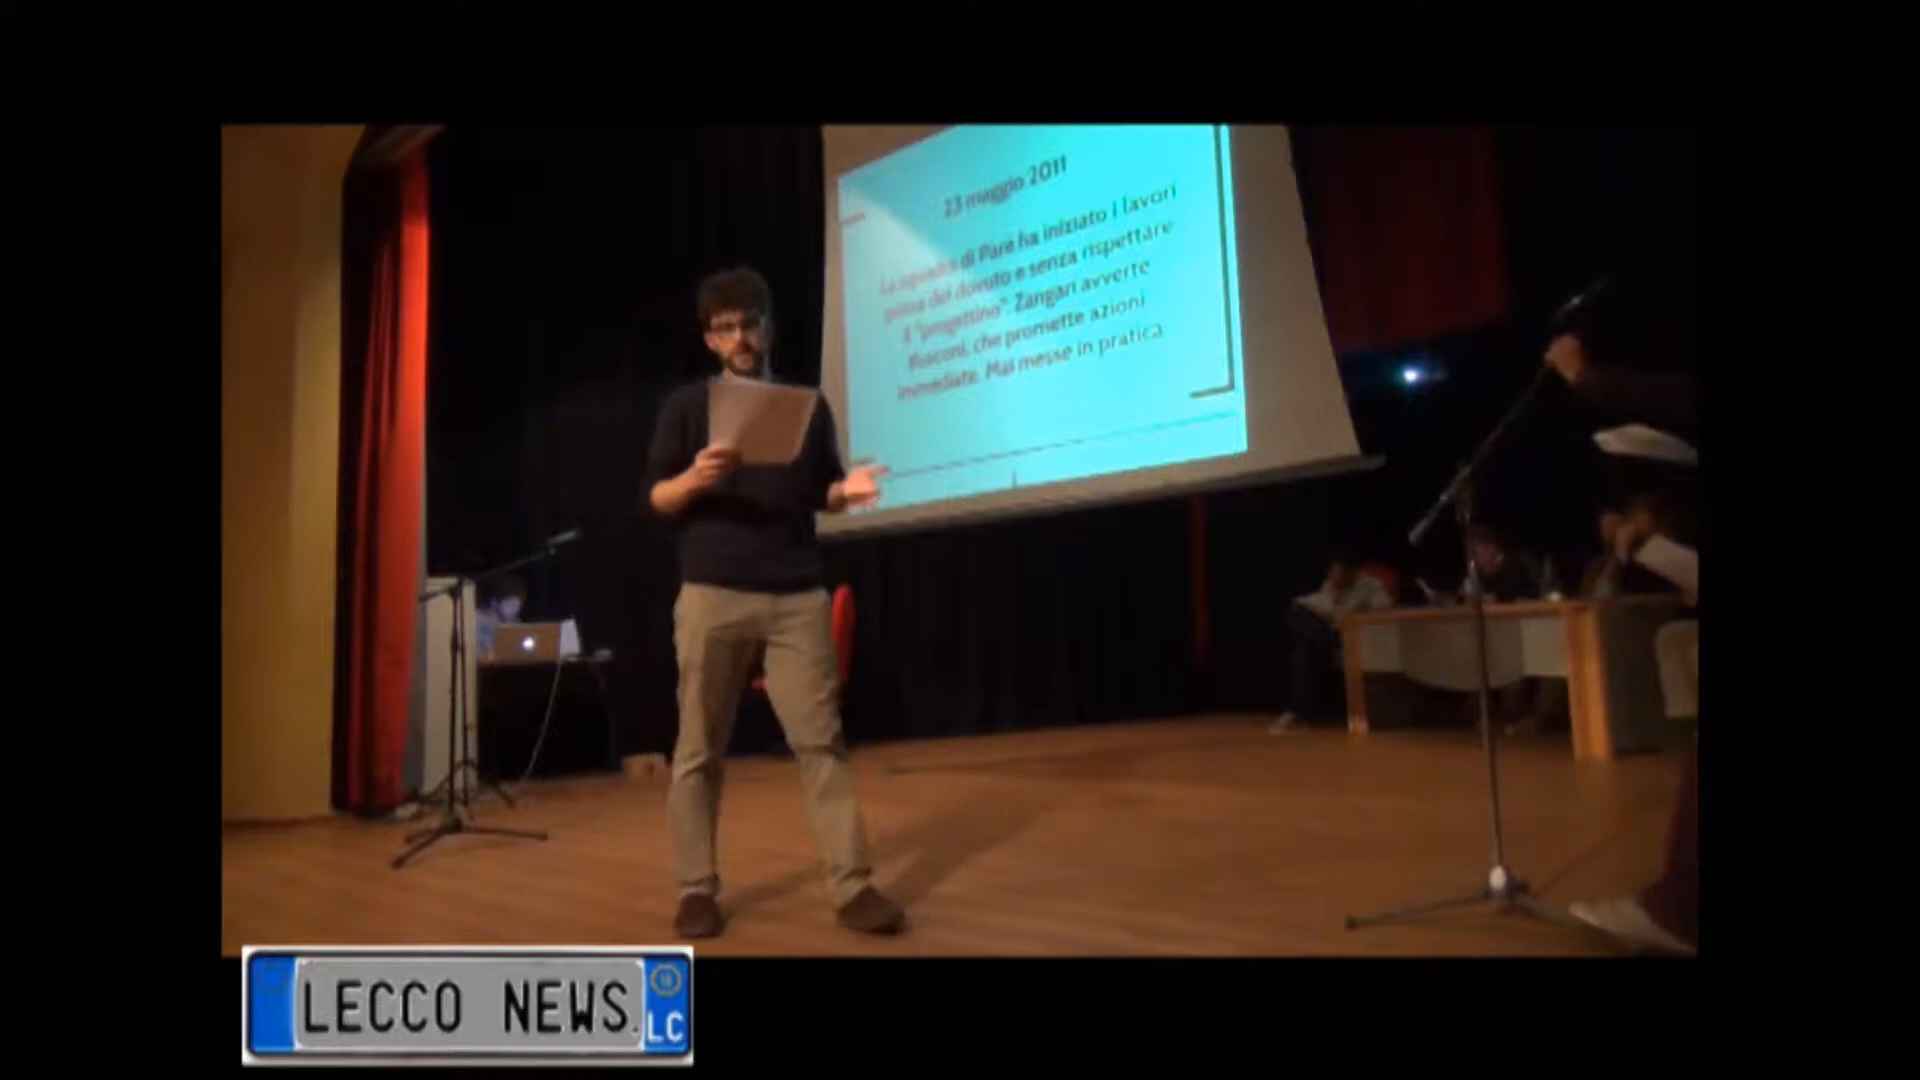 23 maggio 2011
La squadra di Pare ha iniziato i lavori
prima del dovuto e senza rispettare
il "progettino". Zangari avverte
Rusconi, che promette azioni
immediate. Mai messe in pratica
LECCO NEWS.
LC